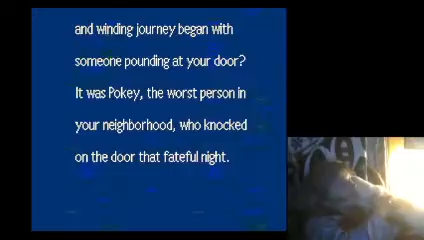 and winding journey began with
someone pounding at your door?
It was Pokey, the worst person in
your neighborhood, who knocked
on the door that fateful night.